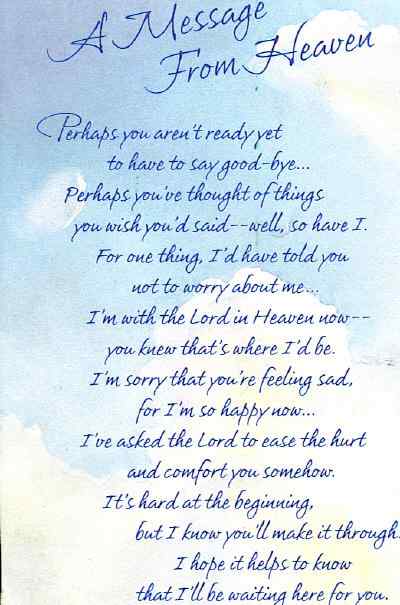 A Message
From Heaven
Perhaps you aren't ready yet
to have to say good-bye...
Perhaps you've thought of things
you wish you'd said--well, so have I.
For one thing, I'd have told you
not to worry about me...
I'm with the Lord in Heaven now--
you knew that's where I'd be.
I'm sorry that you're feeling sad,
for I'm so happy now...
I've asked the Lord to ease the hurt
and comfort you somehow.
It's hard at the beginning,
but I know you'll make it through.
I hope it helps to know
that I'll be waiting here for you.